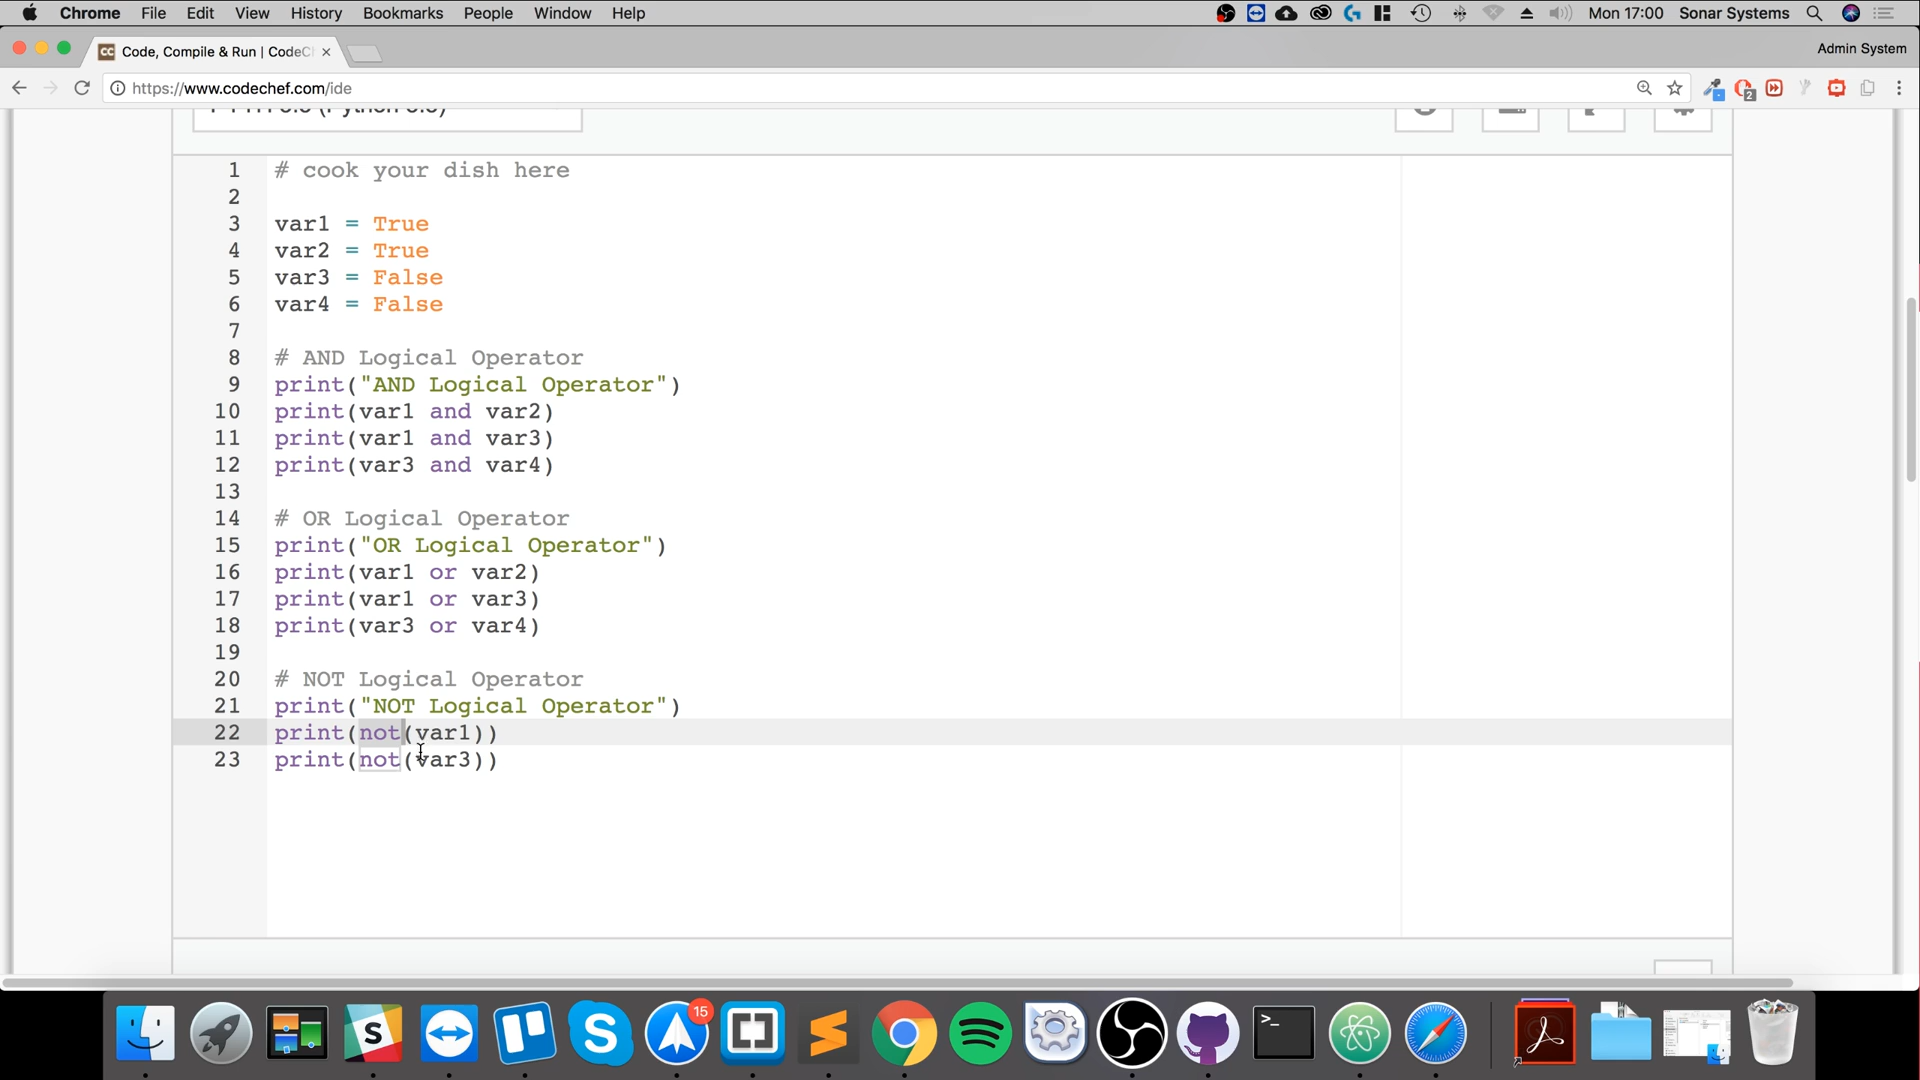 Chrome File Edit View History Bookmarks People Window Help Mon 17:00 Sonar Systems
Code, Compile & Run | CodeC Admin System
https://www.codechef.com/ide
2
1 # cook your dish here
2
3 var1 = True
4 var2 = True
5 var3 = False
6 var4 = False
7
8 # AND Logical Operator
9 print("AND Logical Operator")
10 print(var1 and var2)
11 print(var1 and var3)
12 print(var3 and var4)
13
14 # OR Logical Operator
15 print("OR Logical Operator")
16 print(var1 or var2)
17 print(var1 or var3)
18 print(var3 or var4)
19
20 # NOT Logical Operator
21 print("NOT Logical Operator")
22 print(not(var1))
23 print(not(var3))
15